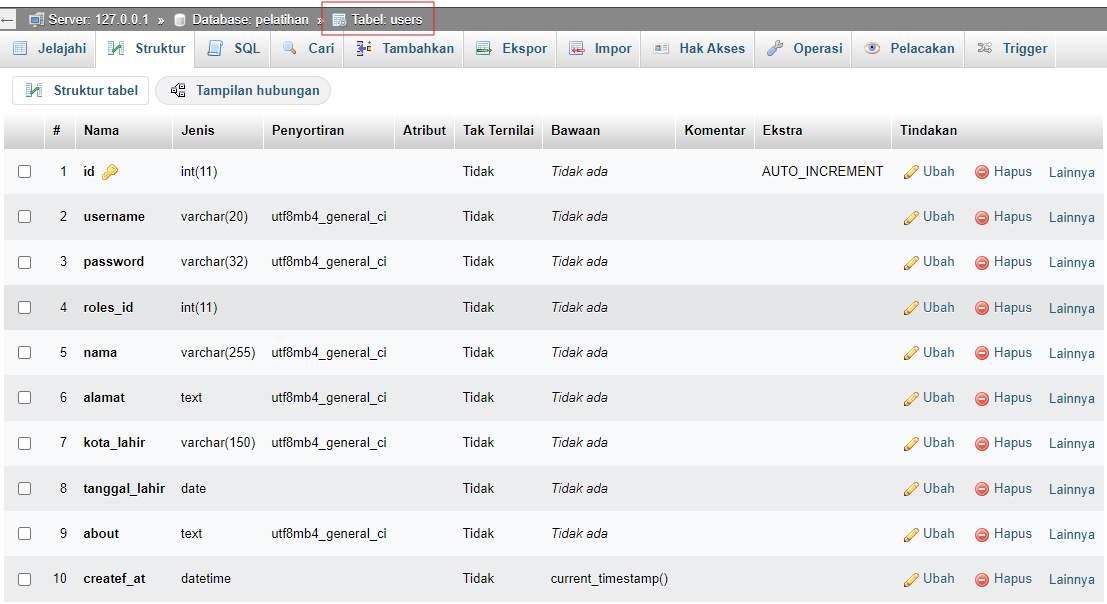 Server: 127.0.0.1 » Database: pelatihan » Tabel: users
Jelajahi Struktur SQL Cari Tambahkan Ekspor Impor Hak Akses Operasi Pelacakan Trigger
Struktur tabel Tampilan hubungan
# Nama Jenis Penyortiran Atribut Tak Ternilai Bawaan Komentar Ekstra Tindakan
1 id int(11) Tidak Tidak ada AUTO_INCREMENT Ubah Hapus Lainnya
2 username varchar(20) utf8mb4_general_ci Tidak Tidak ada Ubah Hapus Lainnya
3 password varchar(32) utf8mb4_general_ci Tidak Tidak ada Ubah Hapus Lainnya
4 roles_id int(11) Tidak Tidak ada Ubah Hapus Lainnya
5 nama varchar(255) utf8mb4_general_ci Tidak Tidak ada Ubah Hapus Lainnya
6 alamat text utf8mb4_general_ci Tidak Tidak ada Ubah Hapus Lainnya
7 kota_lahir varchar(150) utf8mb4_general_ci Tidak Tidak ada Ubah Hapus Lainnya
8 tanggal_lahir date Tidak Tidak ada Ubah Hapus Lainnya
9 about text utf8mb4_general_ci Tidak Tidak ada Ubah Hapus Lainnya
10 createf_at datetime Tidak current_timestamp() Ubah Hapus Lainnya